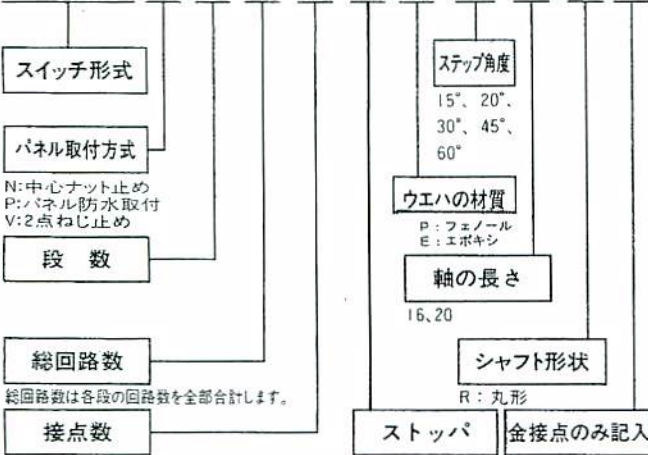 スイッチ形式
パネル取付方式
N:中心ナット止め
P:パネル防水取付
V:2点ねじ止め
段 数
総回路数
総回路数は各段の回路数を全部合計します。
接点数
ステップ角度
15°、20°、
30°、45°、
60°
ウエハの材質
P:フェノール
E:エポキシ
軸の長さ
16、20
シャフト形状
R:丸形
ストッパ
金接点のみ記入